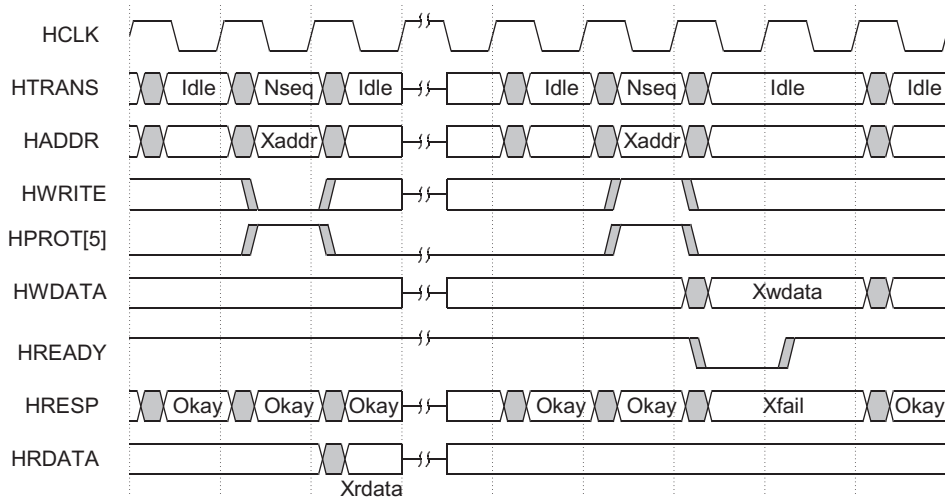 HCLK
HTRANS Idle Nseq Idle Idle Nseq Idle Idle
HADDR Xaddr Xaddr
HWRITE
HPROT[5]
HWDATA Xwdata
HREADY
HRESP Okay Okay Okay Okay Okay Xfail Okay
HRDATA
Xrdata